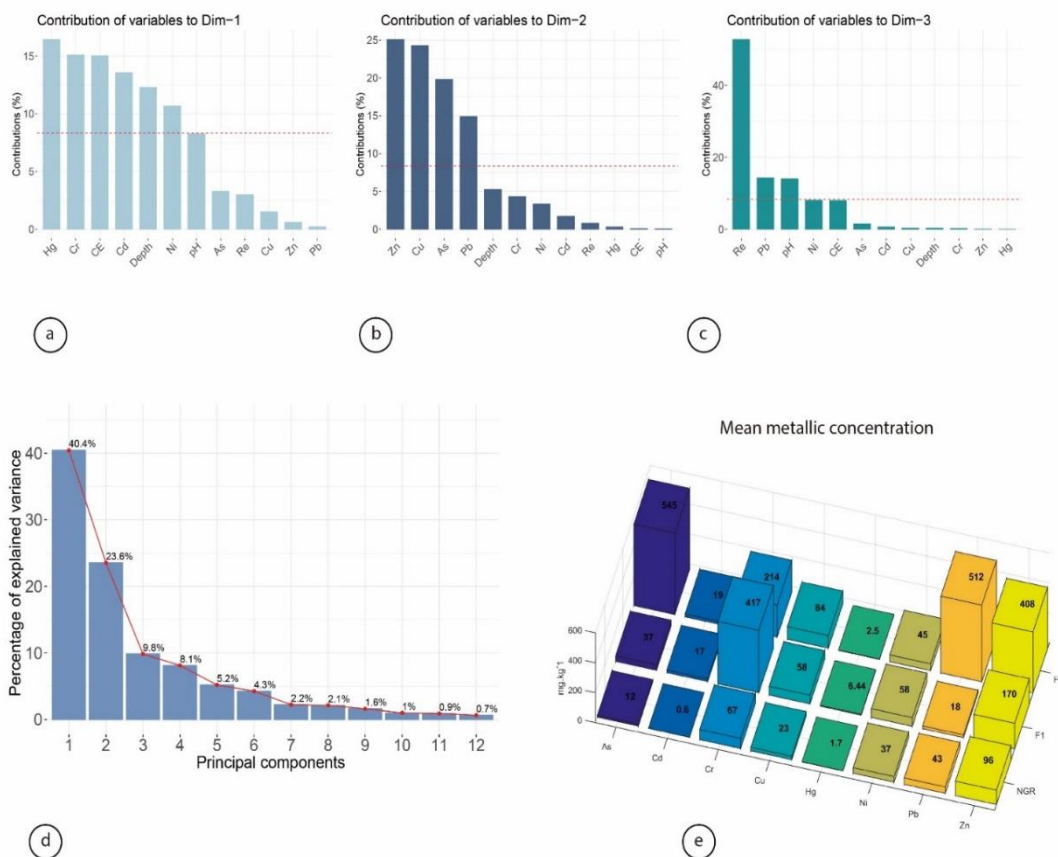 Contribution of variables to Dim−1
Contributions (%)
15
10
5
0
Hg Cr CE Cd Depth Ni pH As Re Cu Zn Pb
a
Contribution of variables to Dim−2
Contributions (%)
25
20
15
10
5
0
Zn Cu As Pb Depth Cr Ni Cd Re Hg CE pH
b
Contribution of variables to Dim−3
Contributions (%)
40
20
0
Re Pb pH Ni CE As Cd Cu Depth Cr Zn Hg
c
Percentage of explained variance
40
30
20
10
0
40.4%
23.6%
9.8%
8.1%
5.2%
4.3%
2.2%
2.1%
1.6%
1%
0.9%
0.7%
1 2 3 4 5 6 7 8 9 10 11 12
Principal components
d
Mean metallic concentration
mg.kg⁻¹
600
400
200
0
545 19 214 84 2.5 45 512 408
37 17 417 58 6.44 58 18 170
12 0.6 67 23 1.7 37 43 96
As Cd Cr Cu Hg Ni Pb Zn
F1
NGR
e